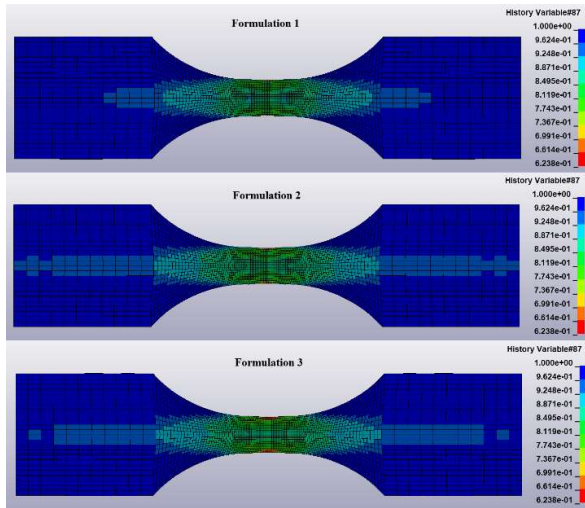 History Variable#87
Formulation 1
1.000e+00
9.624e-01
9.248e-01
8.871e-01
8.495e-01
8.119e-01
7.743e-01
7.367e-01
6.991e-01
6.614e-01
6.238e-01
History Variable#87
Formulation 2
1.000e+00
9.624e-01
9.248e-01
8.871e-01
8.495e-01
8.119e-01
7.743e-01
7.367e-01
6.991e-01
6.614e-01
6.238e-01
History Variable#87
Formulation 3
1.000e+00
9.624e-01
9.248e-01
8.871e-01
8.495e-01
8.119e-01
7.743e-01
7.367e-01
6.991e-01
6.614e-01
6.238e-01